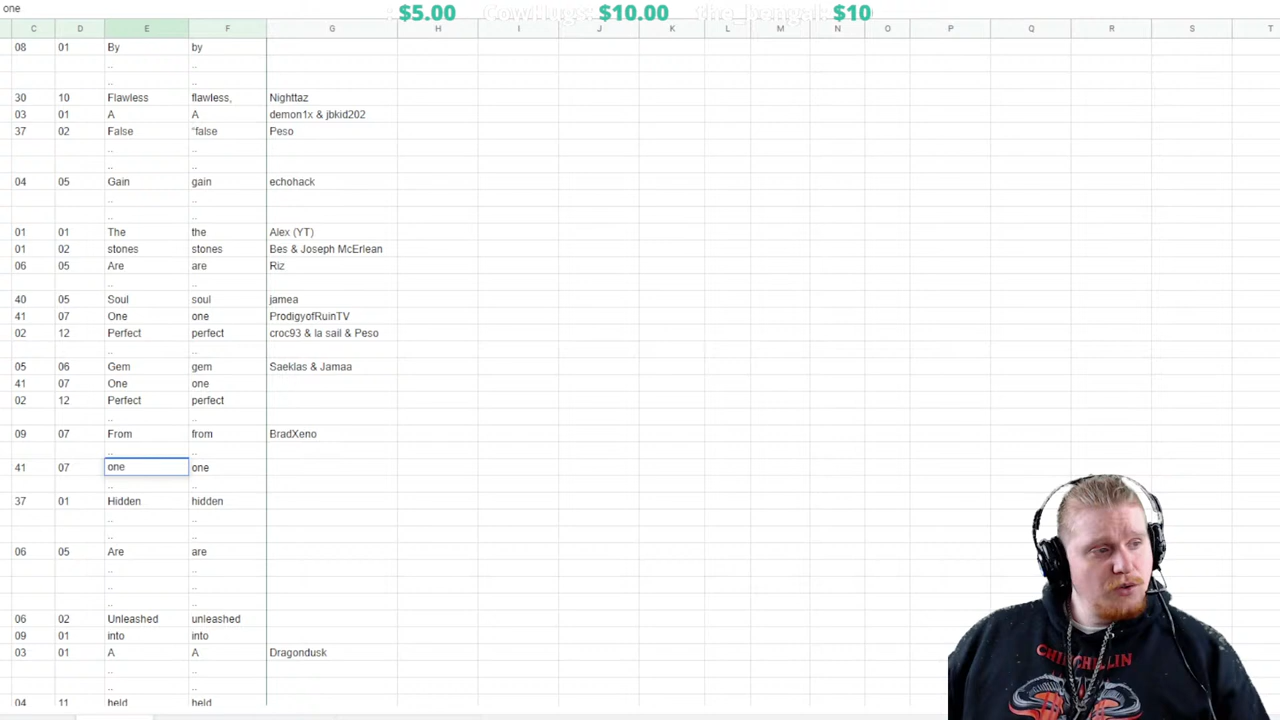 one
: $5.00 CowHugs: $10.00 the_bengal: $10
C D E F G H I J K L M N O P Q R S T
08 01 By by
.. ..
.. ..
30 10 Flawless flawless, Nighttaz
03 01 A A demon1x & jbkid202
37 02 False "false Peso
.. ..
.. ..
04 05 Gain gain echohack
.. ..
.. ..
01 01 The the Alex (YT)
01 02 stones stones Bes & Joseph McErlean
06 05 Are are Riz
.. ..
40 05 Soul soul jamea
41 07 One one ProdigyofRuinTV
02 12 Perfect perfect croc93 & la sail & Peso
.. ..
05 06 Gem gem Saeklas & Jamaa
41 07 One one
02 12 Perfect perfect
.. ..
09 07 From from BradXeno
.. ..
41 07 one one
.. ..
37 01 Hidden hidden
.. ..
.. ..
06 05 Are are
.. ..
.. ..
.. ..
06 02 Unleashed unleashed
09 01 into into
03 01 A A Dragondusk
.. ..
.. ..
04 11 held held